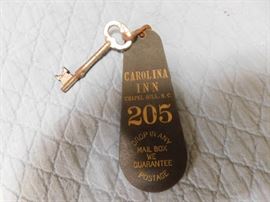 CAROLINA
INN
CHAPEL HILL, N.C.
205
DROP IN ANY
MAIL BOX
WE
GUARANTEE
POSTAGE